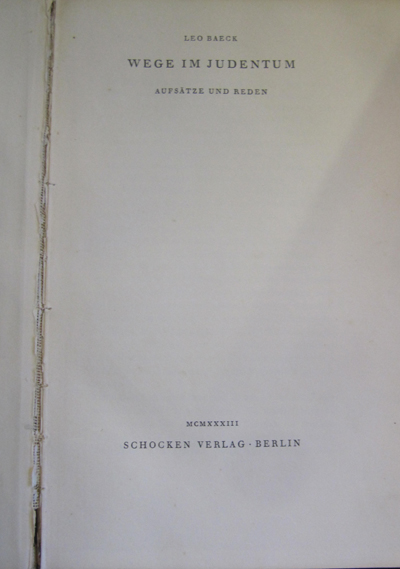 LEO BAECK
WEGE IM JUDENTUM
AUFSÄTZE UND REDEN
MCMXXXIII
SCHOCKEN VERLAG · BERLIN